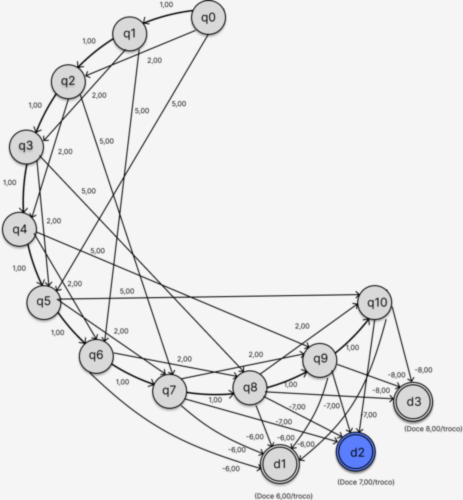 1,00
q0
q1
1,00
2,00
q2
2,00
5,00
5,00
1,00
5,00
q3
2,00
1,00
5,00
q4
2,00
5,00
1,00
5,00
q5
q10
1,00
2,00
2,00
1,00
q6
2,00
2,00
q9
1,00
q7
1,00
q8
1,00
-8,00
-8,00
-8,00
-7,00
-7,00
-7,00
d3
(Doce 8,00/troco)
-6,00
-6,00
-6,00
-6,00
-6,00
d1
d2
(Doce 7,00/troco)
(Doce 6,00/troco)